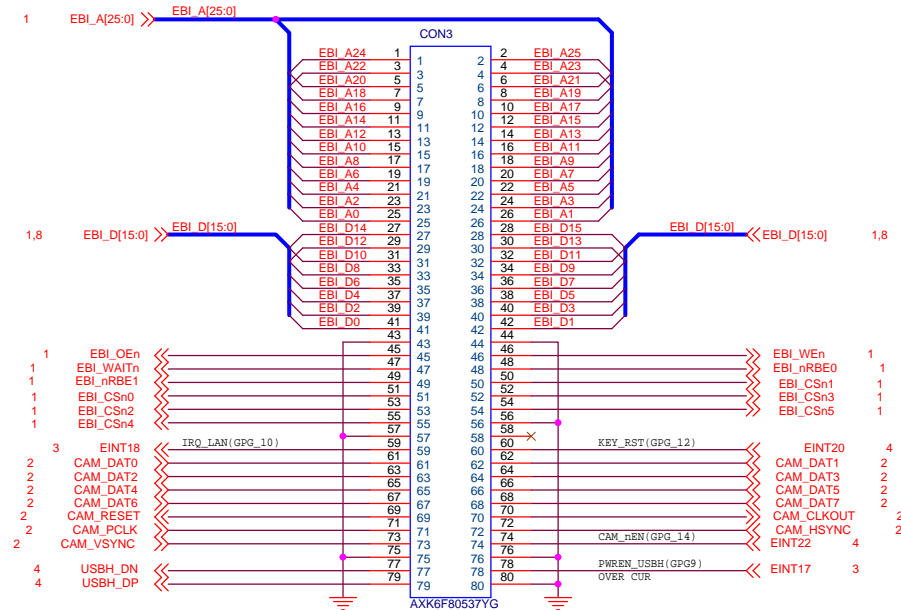 1 EBI_A[25:0] EBI_A[25:0]
CON3
EBI_A24 1 1 2 2 EBI_A25
EBI_A22 3 3 4 4 EBI_A23
EBI_A20 5 5 6 6 EBI_A21
EBI_A18 7 7 8 8 EBI_A19
EBI_A16 9 9 10 10 EBI_A17
EBI_A14 11 11 12 12 EBI_A15
EBI_A12 13 13 14 14 EBI_A13
EBI_A10 15 15 16 16 EBI_A11
EBI_A8 17 17 18 18 EBI_A9
EBI_A6 19 19 20 20 EBI_A7
EBI_A4 21 21 22 22 EBI_A5
EBI_A2 23 23 24 24 EBI_A3
EBI_A0 25 25 26 26 EBI_A1
1,8 EBI_D[15:0] EBI_D[15:0] EBI_D14 27 27 28 28 EBI_D15 EBI_D[15:0] EBI_D[15:0] 1,8
EBI_D12 29 29 30 30 EBI_D13
EBI_D10 31 31 32 32 EBI_D11
EBI_D8 33 33 34 34 EBI_D9
EBI_D6 35 35 36 36 EBI_D7
EBI_D4 37 37 38 38 EBI_D5
EBI_D2 39 39 40 40 EBI_D3
EBI_D0 41 41 42 42 EBI_D1
43 43 44 44
1 EBI_OEn 45 45 46 46 EBI_WEn 1
1 EBI_WAITn 47 47 48 48 EBI_nRBE0 1
1 EBI_nRBE1 49 49 50 50 EBI_CSn1 1
1 EBI_CSn0 51 51 52 52 EBI_CSn3 1
1 EBI_CSn2 53 53 54 54 EBI_CSn5 1
1 EBI_CSn4 55 55 56 56
57 57 58 58
3 EINT18 IRQ_LAN(GPG_10) 59 59 60 60 KEY_RST(GPG_12) EINT20 4
2 CAM_DAT0 61 61 62 62 CAM_DAT1 2
2 CAM_DAT2 63 63 64 64 CAM_DAT3 2
2 CAM_DAT4 65 65 66 66 CAM_DAT5 2
2 CAM_DAT6 67 67 68 68 CAM_DAT7 2
2 CAM_RESET 69 69 70 70 CAM_CLKOUT 2
2 CAM_PCLK 71 71 72 72 CAM_HSYNC 2
2 CAM_VSYNC 73 73 74 74 CAM_nEN(GPG_14) EINT22 4
75 75 76 76
4 USBH_DN 77 77 78 78 PWREN_USBH(GPG9) EINT17 3
4 USBH_DP 79 79 80 80 OVER CUR
AXK6F80537YG